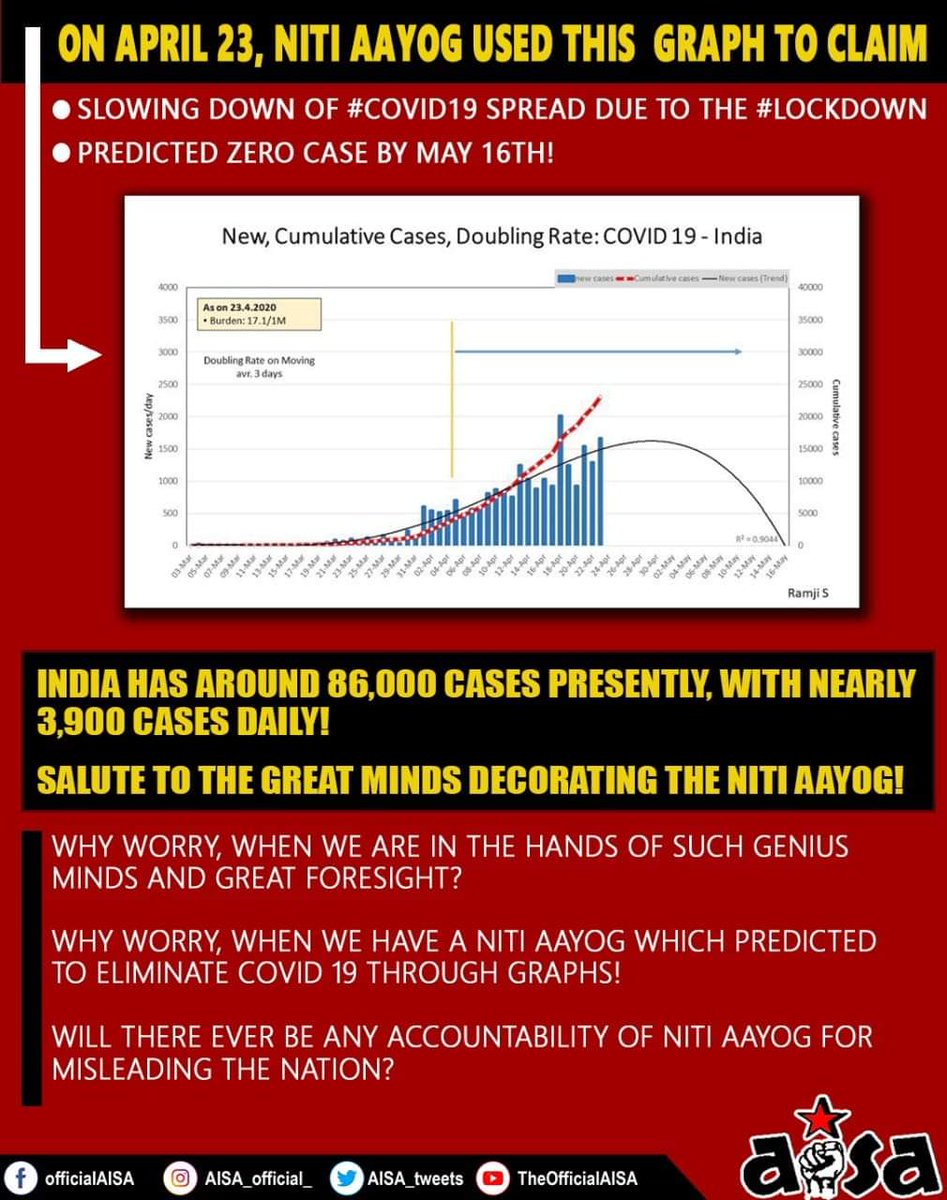 ON APRIL 23, NITI AAYOG USED THIS GRAPH TO CLAIM
● SLOWING DOWN OF #COVID19 SPREAD DUE TO THE #LOCKDOWN
● PREDICTED ZERO CASE BY MAY 16TH!
New, Cumulative Cases, Doubling Rate: COVID 19 - India
new cases Cumulative cases New cases (Trend)
4000
3500
3000
2500
2000
1500
1000
500
0
New cases/day
As on 23.4.2020
• Burden: 17.1/1M
Doubling Rate on Moving
avr. 3 days
40000
35000
30000
25000
20000
15000
10000
5000
0
Cumulative cases
R² = 0.9044
03-Mar
05-Mar
07-Mar
09-Mar
11-Mar
13-Mar
15-Mar
17-Mar
19-Mar
21-Mar
23-Mar
25-Mar
27-Mar
29-Mar
31-Mar
02-Apr
04-Apr
06-Apr
08-Apr
10-Apr
12-Apr
14-Apr
16-Apr
18-Apr
20-Apr
22-Apr
24-Apr
26-Apr
28-Apr
30-Apr
02-May
04-May
06-May
08-May
10-May
12-May
14-May
16-May
Ramji S
INDIA HAS AROUND 86,000 CASES PRESENTLY, WITH NEARLY
3,900 CASES DAILY!
SALUTE TO THE GREAT MINDS DECORATING THE NITI AAYOG!
WHY WORRY, WHEN WE ARE IN THE HANDS OF SUCH GENIUS
MINDS AND GREAT FORESIGHT?
WHY WORRY, WHEN WE HAVE A NITI AAYOG WHICH PREDICTED
TO ELIMINATE COVID 19 THROUGH GRAPHS!
WILL THERE EVER BE ANY ACCOUNTABILITY OF NITI AAYOG FOR
MISLEADING THE NATION?
officialAISA
AISA_official_
AISA_tweets
TheOfficialAISA
aisa